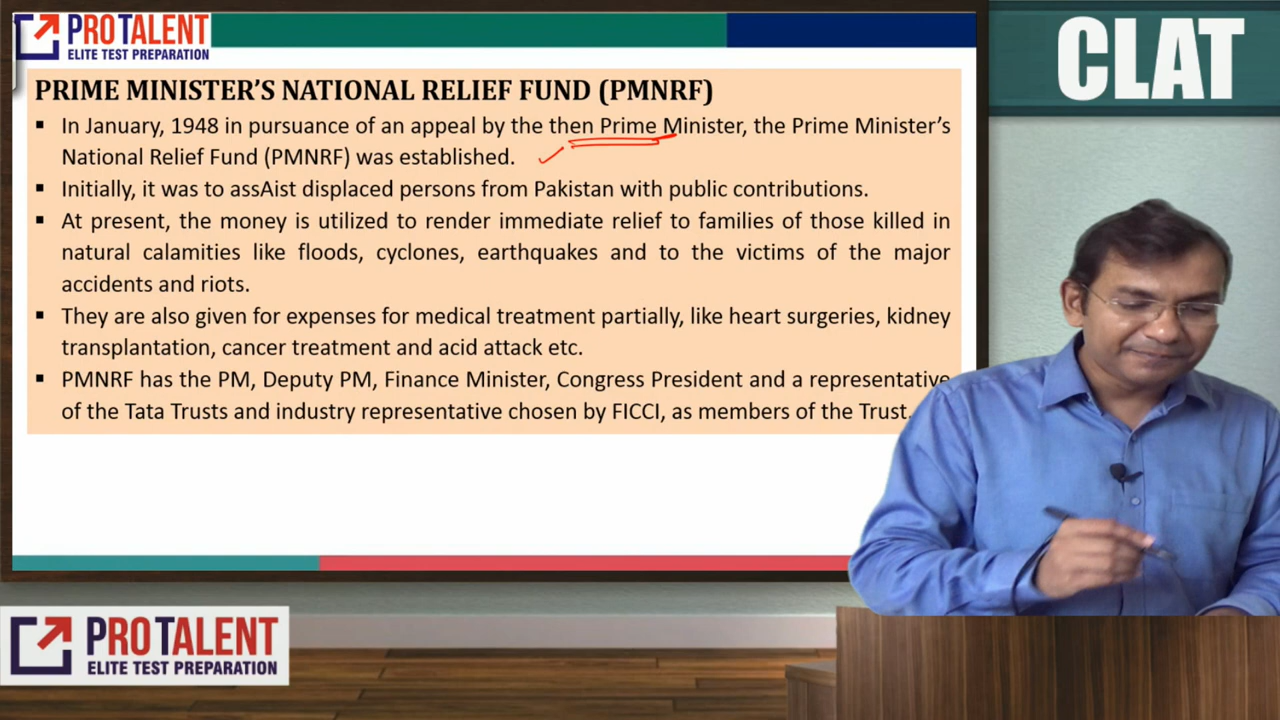 PRO TALENT
ELITE TEST PREPARATION
CLAT
PRIME MINISTER'S NATIONAL RELIEF FUND (PMNRF)
▪ In January, 1948 in pursuance of an appeal by the then Prime Minister, the Prime Minister's
National Relief Fund (PMNRF) was established.
▪ Initially, it was to assAist displaced persons from Pakistan with public contributions.
▪ At present, the money is utilized to render immediate relief to families of those killed in
natural calamities like floods, cyclones, earthquakes and to the victims of the major
accidents and riots.
▪ They are also given for expenses for medical treatment partially, like heart surgeries, kidney
transplantation, cancer treatment and acid attack etc.
▪ PMNRF has the PM, Deputy PM, Finance Minister, Congress President and a representative
of the Tata Trusts and industry representative chosen by FICCI, as members of the Trust.
PRO TALENT
ELITE TEST PREPARATION